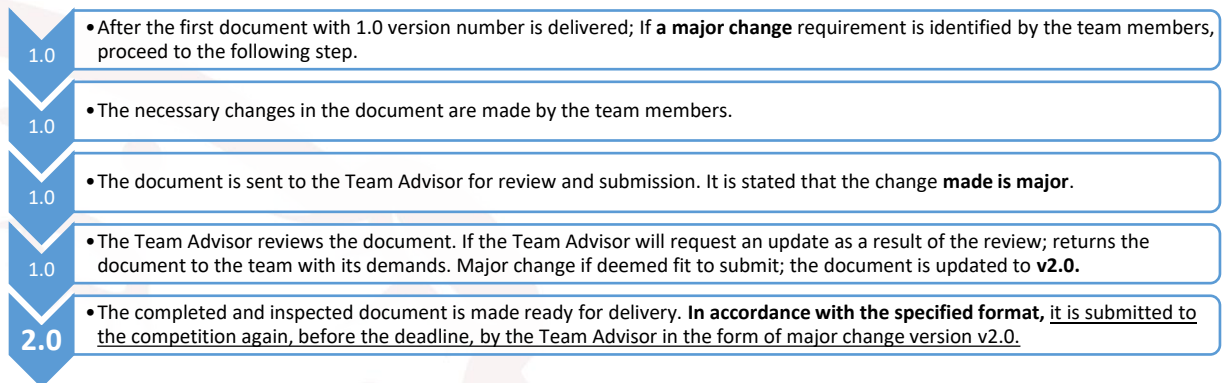 •After the first document with 1.0 version number is delivered; If a major change requirement is identified by the team members,
1.0
proceed to the following step.
•The necessary changes in the document are made by the team members.
1.0
•The document is sent to the Team Advisor for review and submission. It is stated that the change made is major.
1.0
•The Team Advisor reviews the document. If the Team Advisor will request an update as a result of the review; returns the
document to the team with its demands. Major change if deemed fit to submit; the document is updated to v2.0.
1.0
•The completed and inspected document is made ready for delivery. In accordance with the specified format, it is submitted to
the competition again, before the deadline, by the Team Advisor in the form of major change version v2.0.
2.0